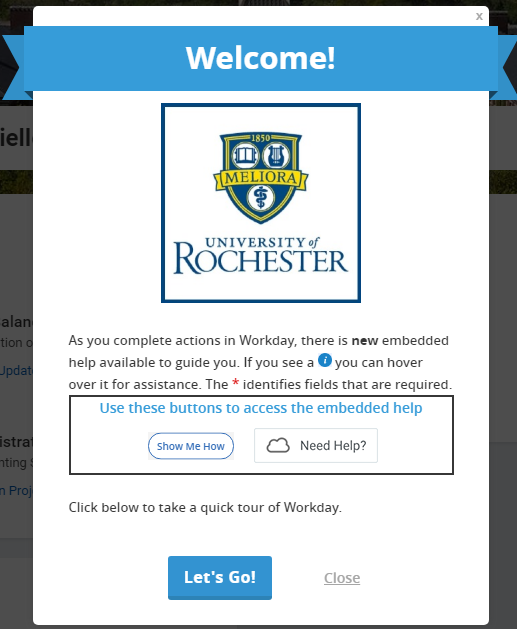 x
Welcome!
1850
MELIORA
UNIVERSITY of
ROCHESTER
As you complete actions in Workday, there is new embedded
help available to guide you. If you see a i you can hover
over it for assistance. The * identifies fields that are required.
Use these buttons to access the embedded help
Show Me How
Need Help?
Click below to take a quick tour of Workday.
Let's Go!
Close